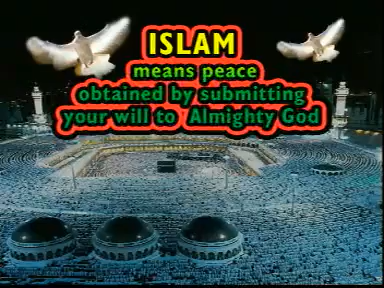 ISLAM
means peace
obtained by submitting
your will to Almighty God